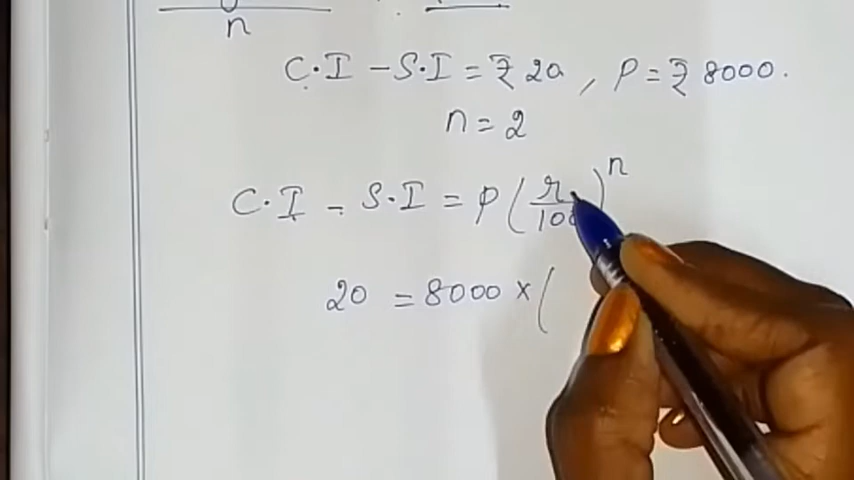 n
C.I - S.I = ₹ 20 , P = ₹ 8000.
n = 2
C.I - S.I = P ( r / 100 )^n
20 = 8000 × (